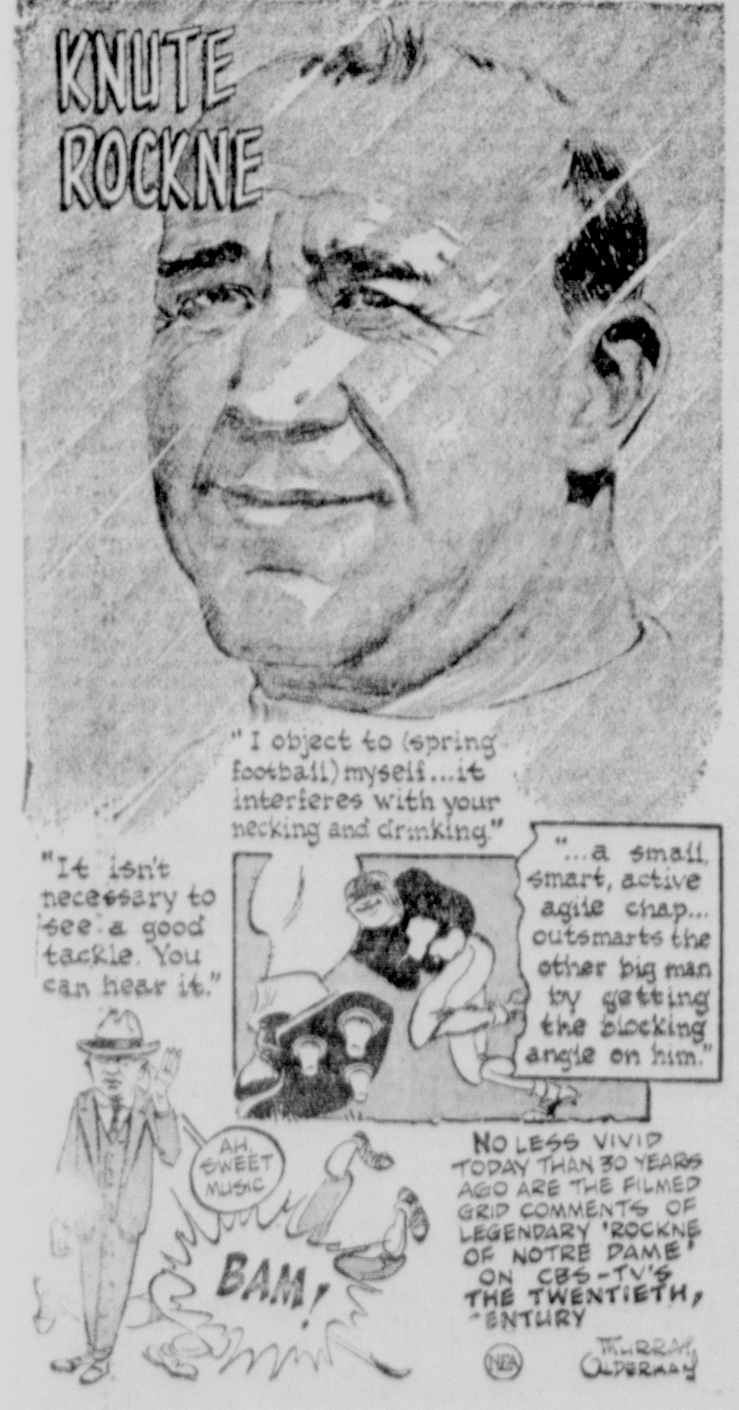 KNUTE
ROCKNE
"I object to (spring
football) myself...it
interferes with your
necking and drinking."
"It isn't
necessary to
see a good
tackle. You
can hear it."
"...a small,
smart, active
agile chap...
outsmarts the
other big man
by getting
the blocking
angle on him."
AH,
SWEET
MUSIC
BAM!
NO LESS VIVID
TODAY THAN 30 YEARS
AGO ARE THE FILMED
GRID COMMENTS OF
LEGENDARY 'ROCKNE
OF NOTRE DAME'
ON CBS-TV'S
THE TWENTIETH,
ENTURY
NEA
MURRAY
OLDERMAN